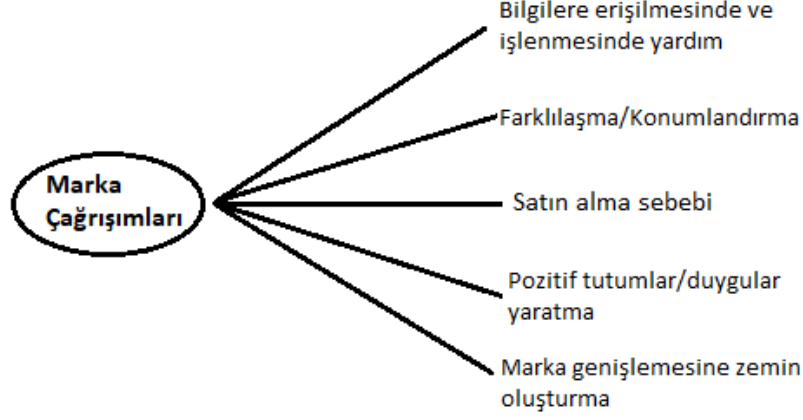 Bilgilere erişilmesinde ve
işlenmesinde yardım
Farklılaşma/Konumlandırma
Marka
Çağrışımları
Satın alma sebebi
Pozitif tutumlar/duygular
yaratma
Marka genişlemesine zemin
oluşturma